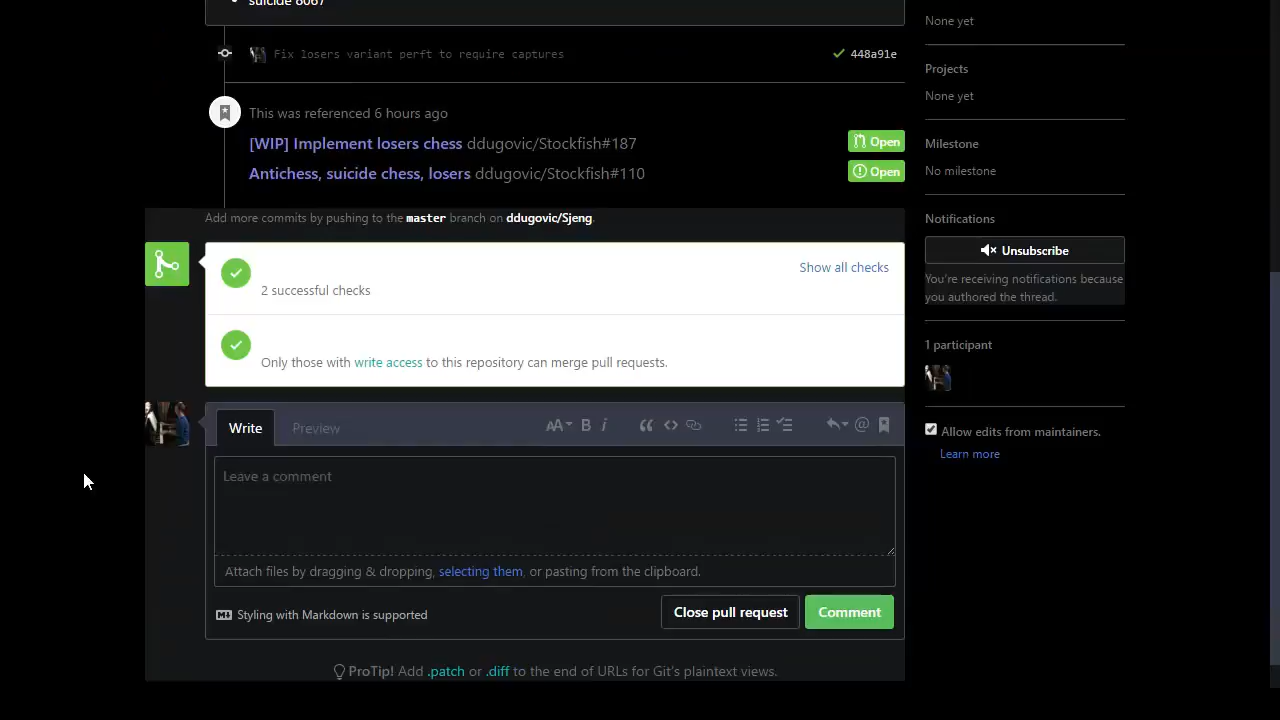 suicide 8067
None yet
Fix losers variant perft to require captures 448a91e
Projects
None yet
This was referenced 6 hours ago
[WIP] Implement losers chess ddugovic/Stockfish#187 Open
Milestone
Antichess, suicide chess, losers ddugovic/Stockfish#110 Open
No milestone
Add more commits by pushing to the master branch on ddugovic/Sjeng.
Notifications
Unsubscribe
Show all checks
2 successful checks
You're receiving notifications because
you authored the thread.
1 participant
Only those with write access to this repository can merge pull requests.
Write Preview AA B i
Allow edits from maintainers.
Learn more
Leave a comment
Attach files by dragging & dropping, selecting them, or pasting from the clipboard.
Styling with Markdown is supported
Close pull request Comment
ProTip! Add .patch or .diff to the end of URLs for Git's plaintext views.